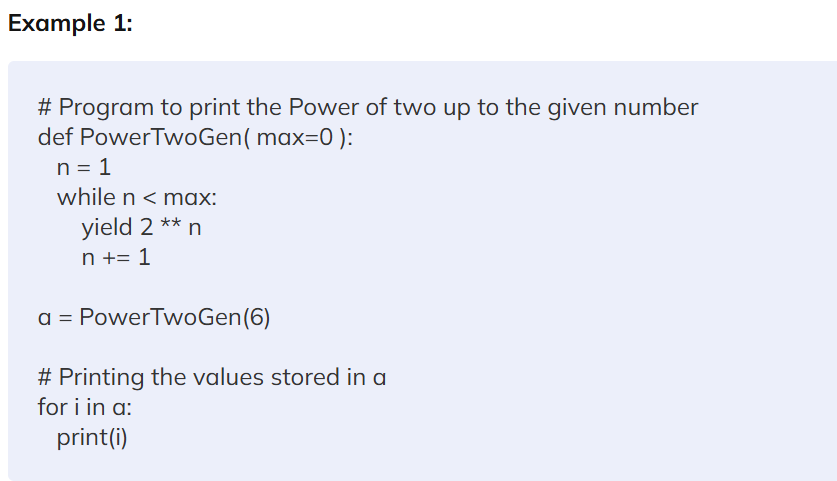 Example 1:
# Program to print the Power of two up to the given number
def PowerTwoGen( max=0 ):
n = 1
while n < max:
yield 2 ** n
n += 1
a = PowerTwoGen(6)
# Printing the values stored in a
for i in a:
print(i)